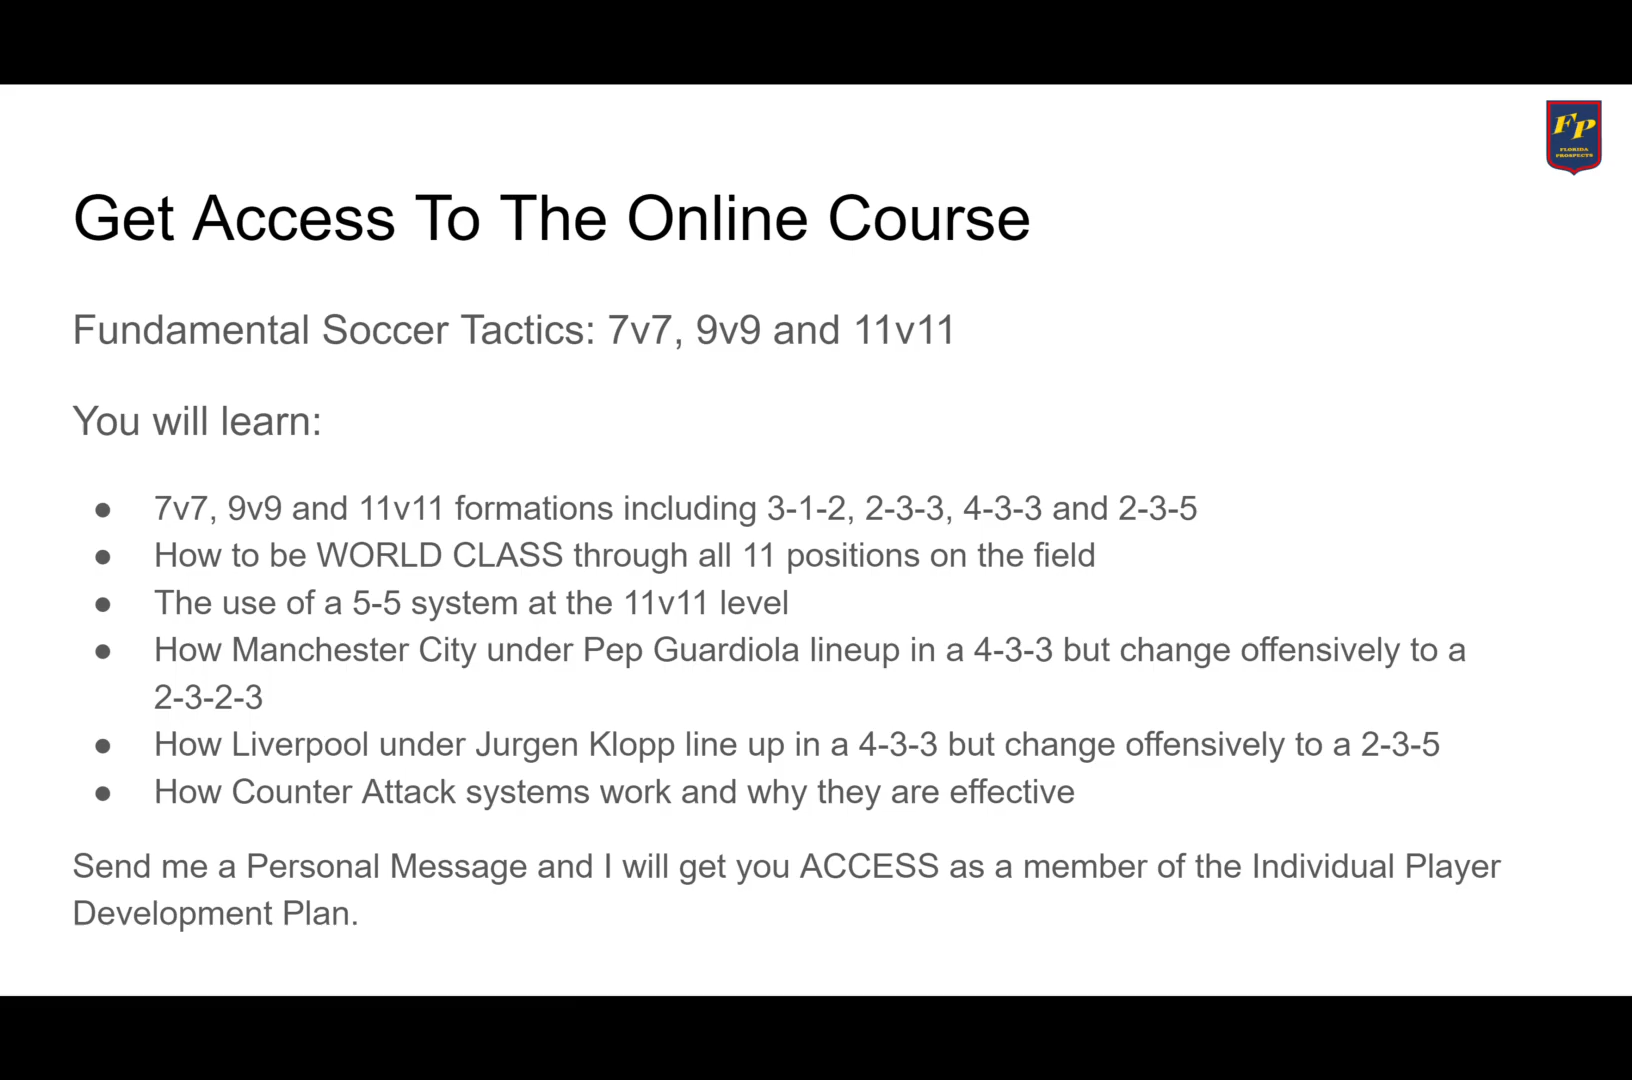 FP
FLORIDA
PROSPECTS
Get Access To The Online Course
Fundamental Soccer Tactics: 7v7, 9v9 and 11v11
You will learn:
● 7v7, 9v9 and 11v11 formations including 3-1-2, 2-3-3, 4-3-3 and 2-3-5
● How to be WORLD CLASS through all 11 positions on the field
● The use of a 5-5 system at the 11v11 level
● How Manchester City under Pep Guardiola lineup in a 4-3-3 but change offensively to a
2-3-2-3
● How Liverpool under Jurgen Klopp line up in a 4-3-3 but change offensively to a 2-3-5
● How Counter Attack systems work and why they are effective
Send me a Personal Message and I will get you ACCESS as a member of the Individual Player
Development Plan.